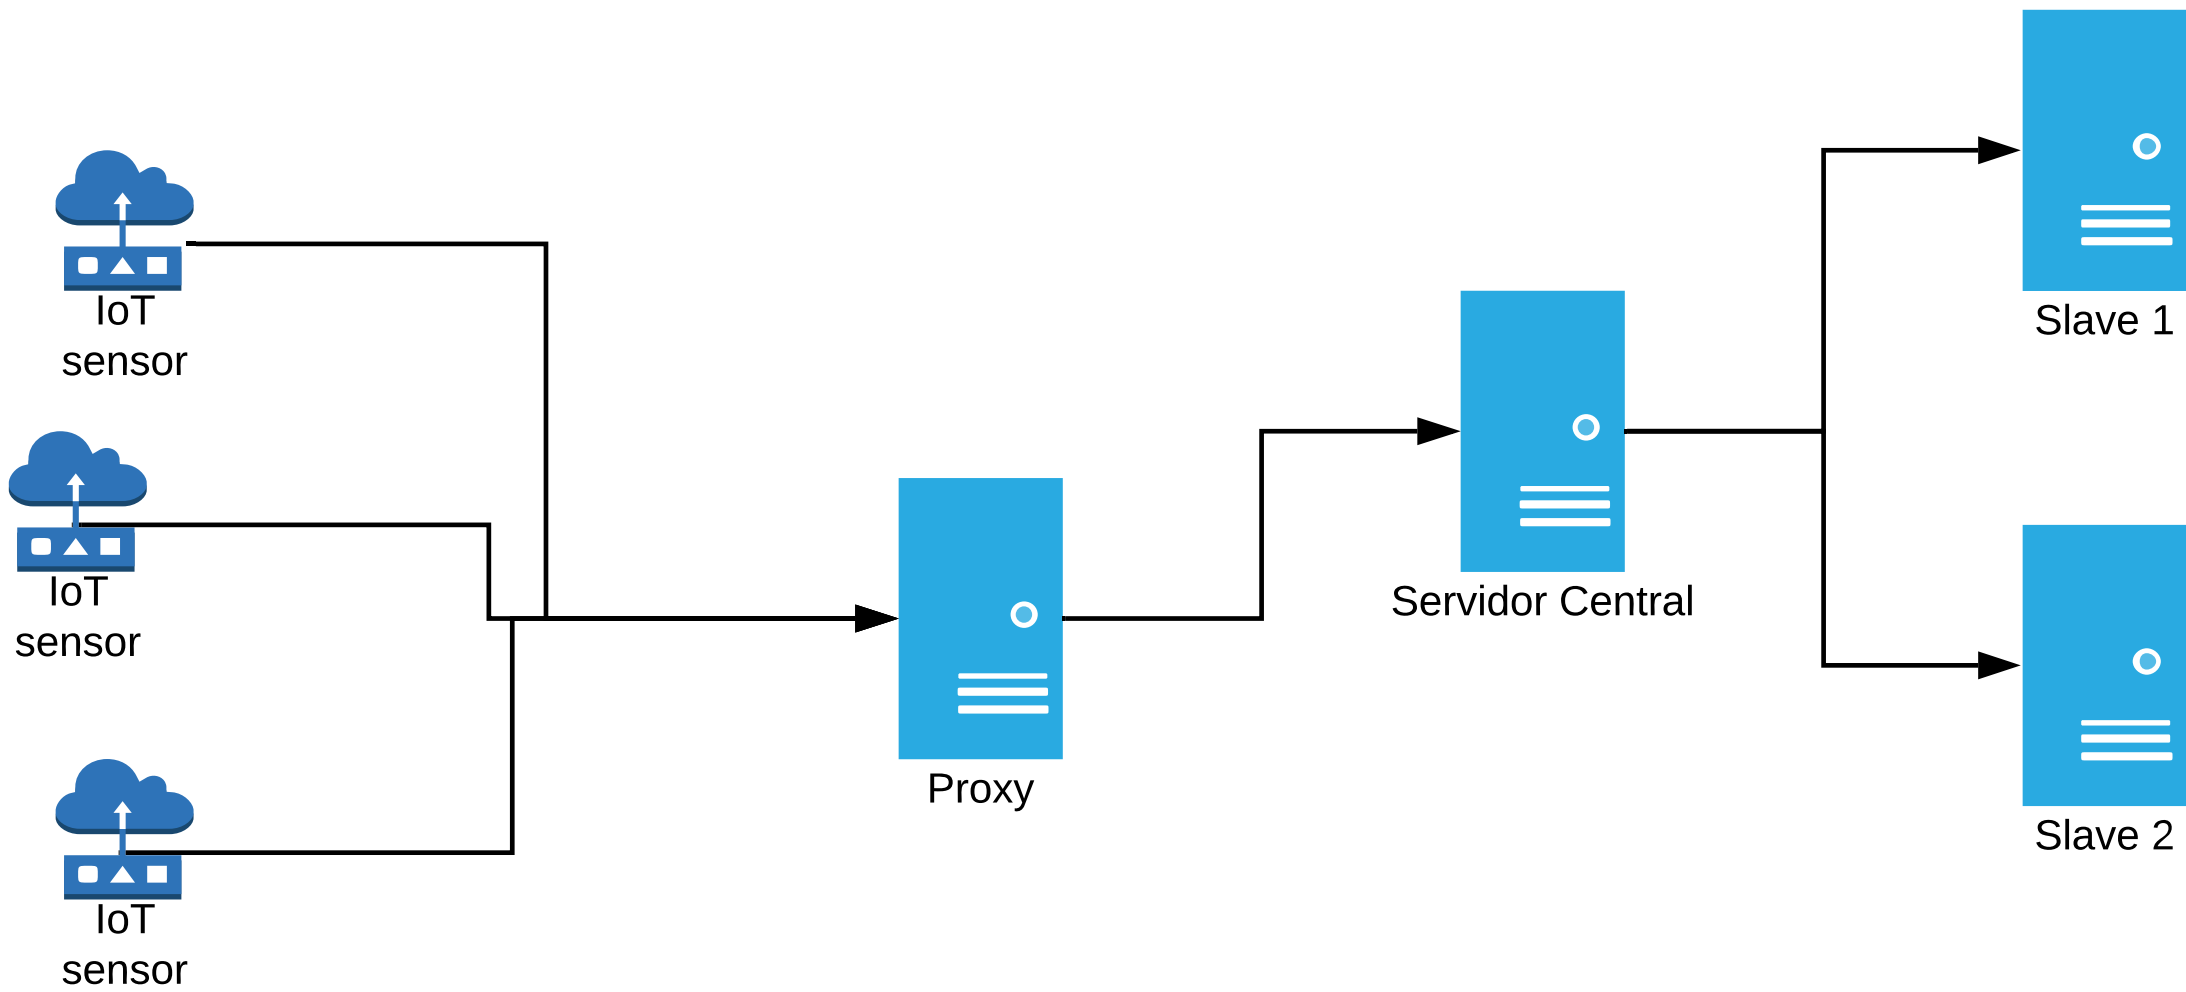 IoT
sensor
IoT
sensor
IoT
sensor
Proxy
Servidor Central
Slave 1
Slave 2